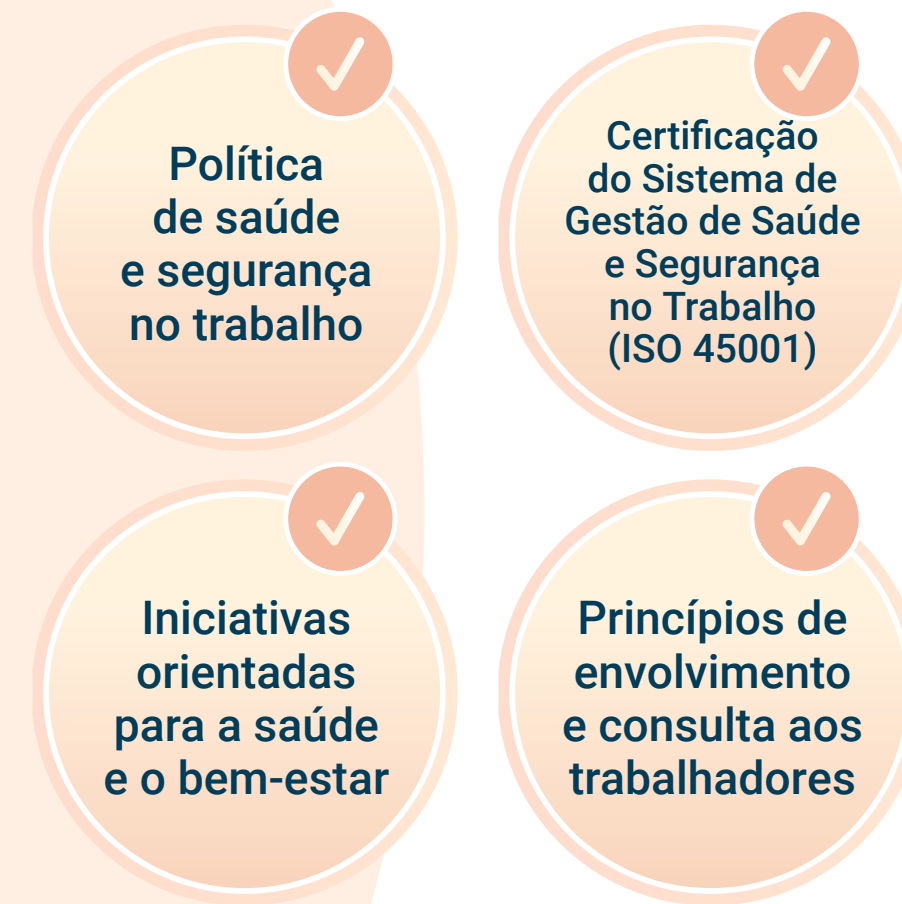 Política
de saúde
e segurança
no trabalho
Certificação
do Sistema de
Gestão de Saúde
e Segurança
no Trabalho
(ISO 45001)
Iniciativas
orientadas
para a saúde
e o bem-estar
Princípios de
envolvimento
e consulta aos
trabalhadores